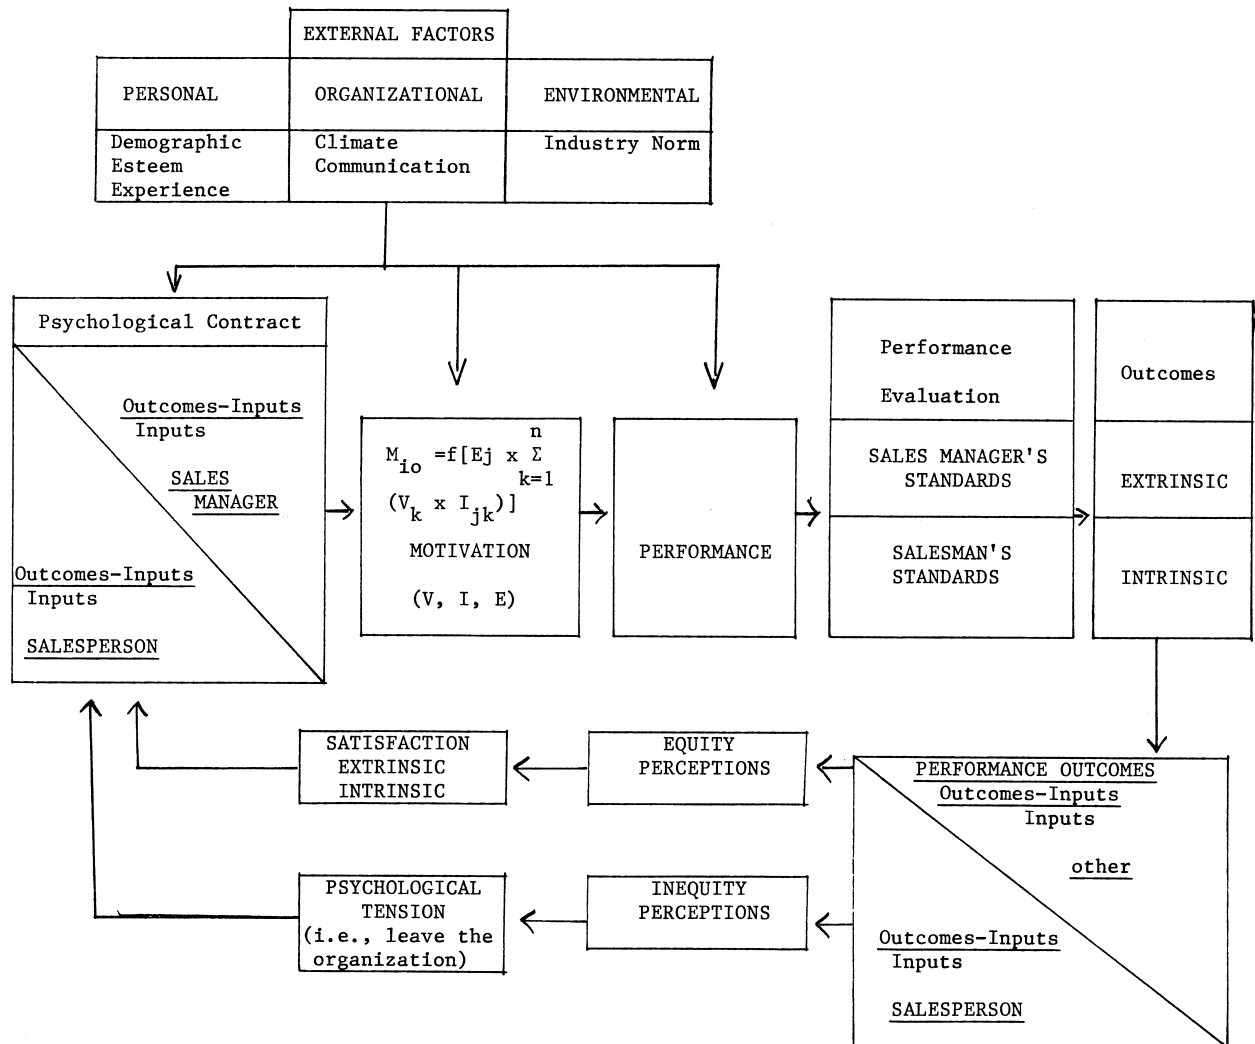 EXTERNAL FACTORS
PERSONAL
ORGANIZATIONAL
ENVIRONMENTAL
Demographic
Esteem
Experience
Climate
Communication
Industry Norm
Psychological Contract
Outcomes-Inputs
Inputs
SALES
MANAGER
Outcomes-Inputs
Inputs
SALESPERSON
n
M_io =f[Ej x Σ
k=1
(V_k x I_jk)]
MOTIVATION
(V, I, E)
PERFORMANCE
Performance
Evaluation
SALES MANAGER'S
STANDARDS
SALESMAN'S
STANDARDS
Outcomes
EXTRINSIC
INTRINSIC
SATISFACTION
EXTRINSIC
INTRINSIC
EQUITY
PERCEPTIONS
PERFORMANCE OUTCOMES
Outcomes-Inputs
Inputs
other
Outcomes-Inputs
Inputs
SALESPERSON
PSYCHOLOGICAL
TENSION
(i.e., leave the
organization)
INEQUITY
PERCEPTIONS